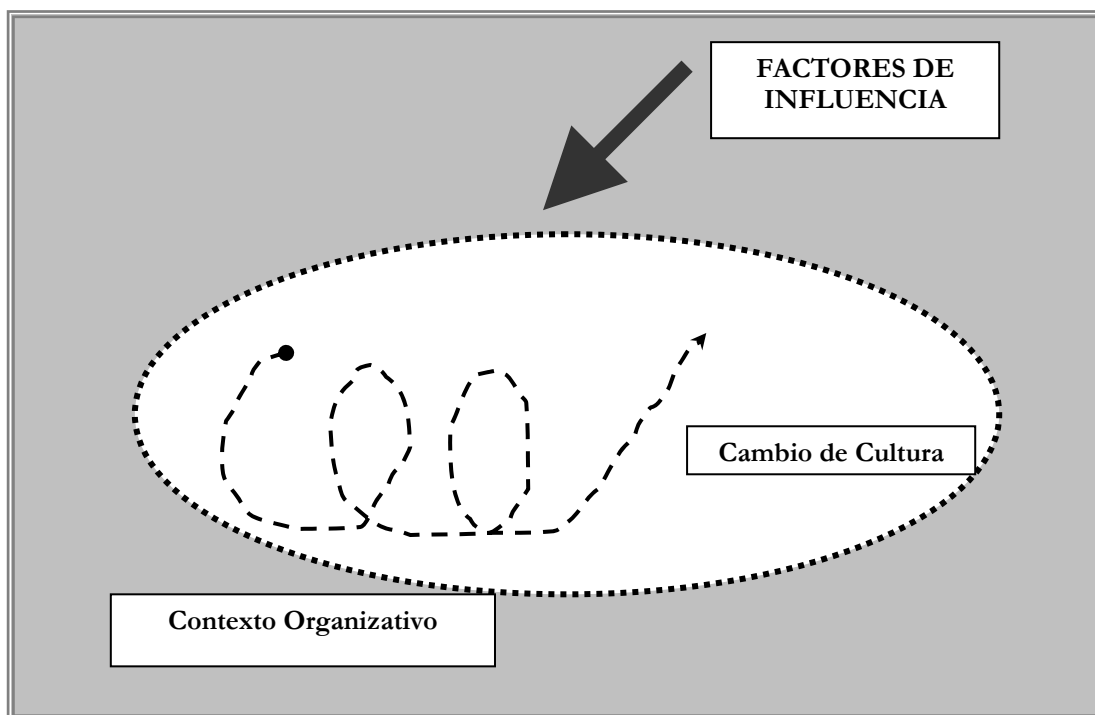 FACTORES DE
INFLUENCIA
Cambio de Cultura
Contexto Organizativo